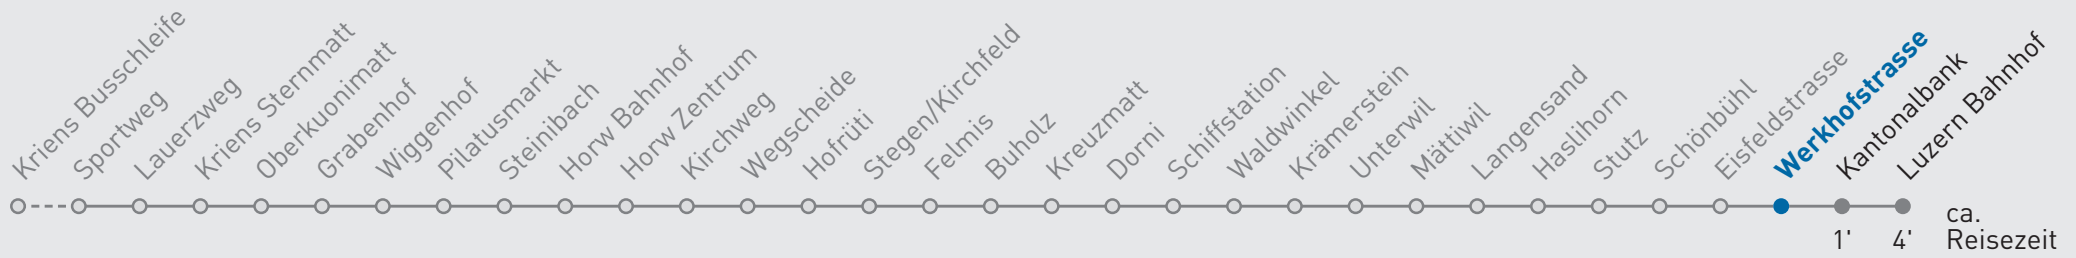 Kriens Busschleife
Sportweg
Lauerzweg
Kriens Sternmatt
Oberkuonimatt
Grabenhof
Wiggenhof
Pilatusmarkt
Steinibach
Horw Bahnhof
Horw Zentrum
Kirchweg
Wegscheide
Hofrüti
Stegen/Kirchfeld
Felmis
Buholz
Kreuzmatt
Dorni
Schiffstation
Waldwinkel
Krämerstein
Unterwil
Mättiwil
Langensand
Haslihorn
Stutz
Schönbühl
Eisfeldstrasse
Werkhofstrasse
Kantonalbank
Luzern Bahnhof
1' 4' ca.
Reisezeit